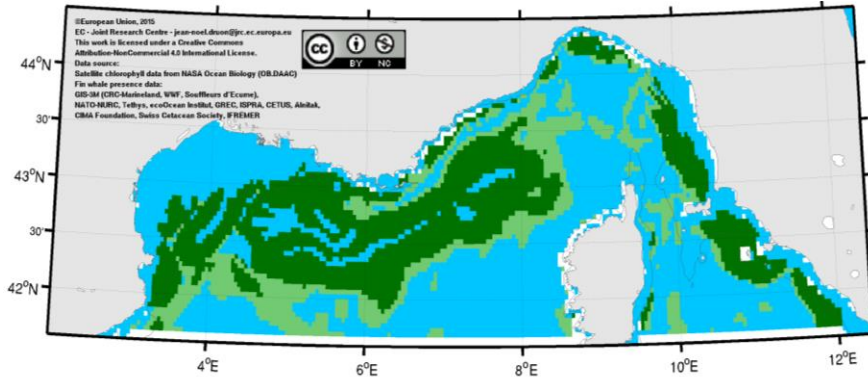 ©European Union, 2015
EC - Joint Research Centre - jean-noel.druon@jrc.ec.europa.eu
This work is licensed under a Creative Commons
Attribution-NonCommercial 4.0 International License.
Data source:
Satellite chlorophyll data from NASA Ocean Biology (OB.DAAC)
Fin whale presence data:
GIS-3M (CRC-Marineland, WWF, Souffleurs d'Ecume),
NATO-NURC, Tethys, ecoOcean Institut, GREC, ISPRA, CETUS, Alnitak,
CIMA Foundation, Swiss Cetacean Society, IFREMER
cc
BY NC
44°N
30'
43°N
30'
42°N
4°E
6°E
8°E
10°E
12°E